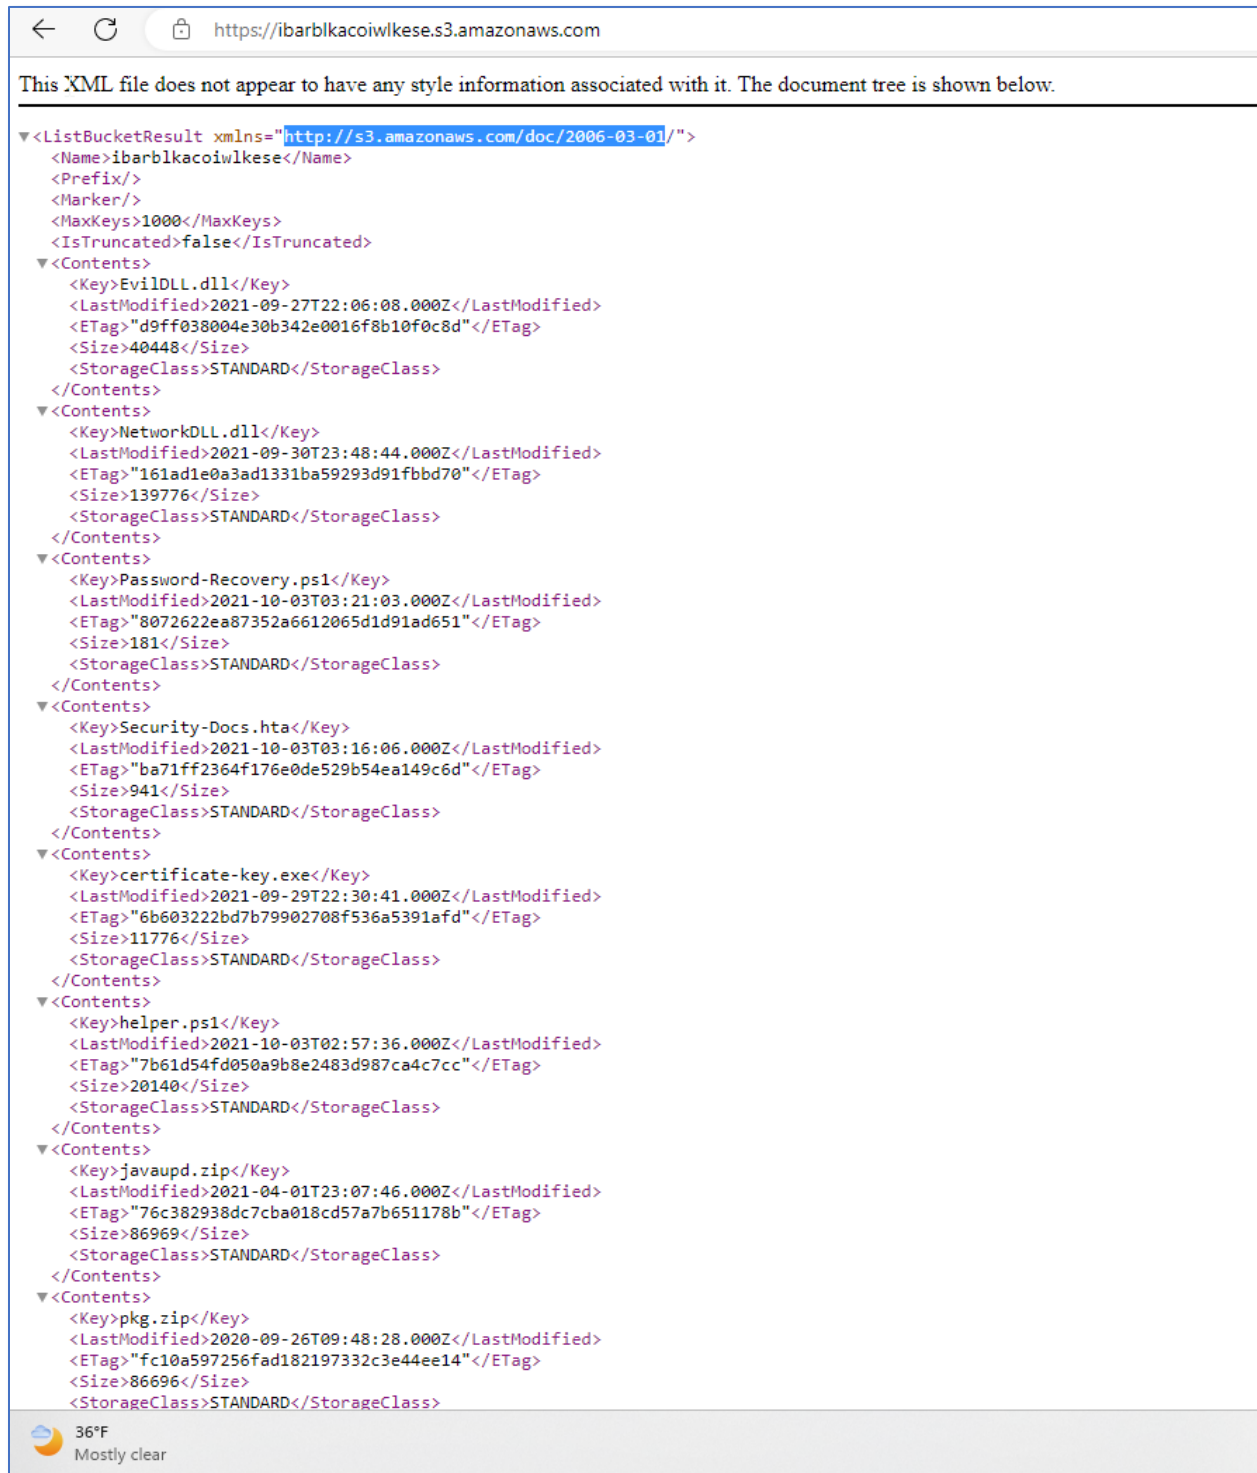 https://ibarblkacoiwlkese.s3.amazonaws.com
This XML file does not appear to have any style information associated with it. The document tree is shown below.
▼<ListBucketResult xmlns="http://s3.amazonaws.com/doc/2006-03-01/">
<Name>ibarblkacoiwlkese</Name>
<Prefix/>
<Marker/>
<MaxKeys>1000</MaxKeys>
<IsTruncated>false</IsTruncated>
▼<Contents>
<Key>EvilDLL.dll</Key>
<LastModified>2021-09-27T22:06:08.000Z</LastModified>
<ETag>"d9ff038004e30b342e0016f8b10f0c8d"</ETag>
<Size>40448</Size>
<StorageClass>STANDARD</StorageClass>
</Contents>
▼<Contents>
<Key>NetworkDLL.dll</Key>
<LastModified>2021-09-30T23:48:44.000Z</LastModified>
<ETag>"161ad1e0a3ad1331ba59293d91fbbd70"</ETag>
<Size>139776</Size>
<StorageClass>STANDARD</StorageClass>
</Contents>
▼<Contents>
<Key>Password-Recovery.ps1</Key>
<LastModified>2021-10-03T03:21:03.000Z</LastModified>
<ETag>"8072622ea87352a6612065d1d91ad651"</ETag>
<Size>181</Size>
<StorageClass>STANDARD</StorageClass>
</Contents>
▼<Contents>
<Key>Security-Docs.hta</Key>
<LastModified>2021-10-03T03:16:06.000Z</LastModified>
<ETag>"ba71ff2364f176e0de529b54ea149c6d"</ETag>
<Size>941</Size>
<StorageClass>STANDARD</StorageClass>
</Contents>
▼<Contents>
<Key>certificate-key.exe</Key>
<LastModified>2021-09-29T22:30:41.000Z</LastModified>
<ETag>"6b603222bd7b79902708f536a5391afd"</ETag>
<Size>11776</Size>
<StorageClass>STANDARD</StorageClass>
</Contents>
▼<Contents>
<Key>helper.ps1</Key>
<LastModified>2021-10-03T02:57:36.000Z</LastModified>
<ETag>"7b61d54fd050a9b8e2483d987ca4c7cc"</ETag>
<Size>20140</Size>
<StorageClass>STANDARD</StorageClass>
</Contents>
▼<Contents>
<Key>javaupd.zip</Key>
<LastModified>2021-04-01T23:07:46.000Z</LastModified>
<ETag>"76c382938dc7cba018cd57a7b651178b"</ETag>
<Size>86969</Size>
<StorageClass>STANDARD</StorageClass>
</Contents>
▼<Contents>
<Key>pkg.zip</Key>
<LastModified>2020-09-26T09:48:28.000Z</LastModified>
<ETag>"fc10a597256fad182197332c3e44ee14"</ETag>
<Size>86696</Size>
<StorageClass>STANDARD</StorageClass>
36°F
Mostly clear